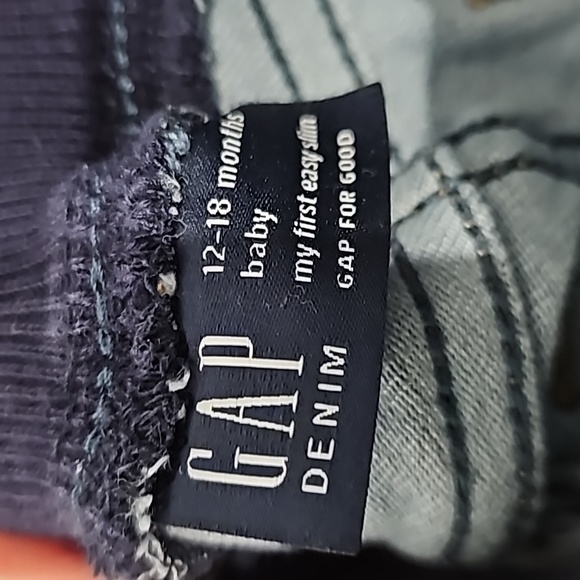 GAP
DENIM
12-18 months
baby
my first easy slim
GAP FOR GOOD